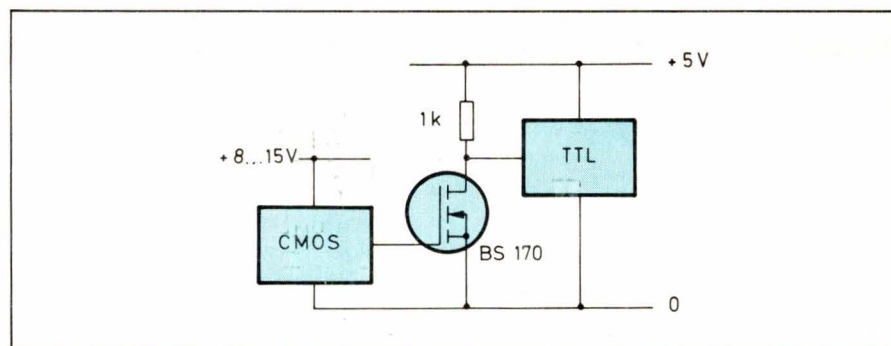 +5V
1k
TTL
+8...15V
CMOS
BS 170
0